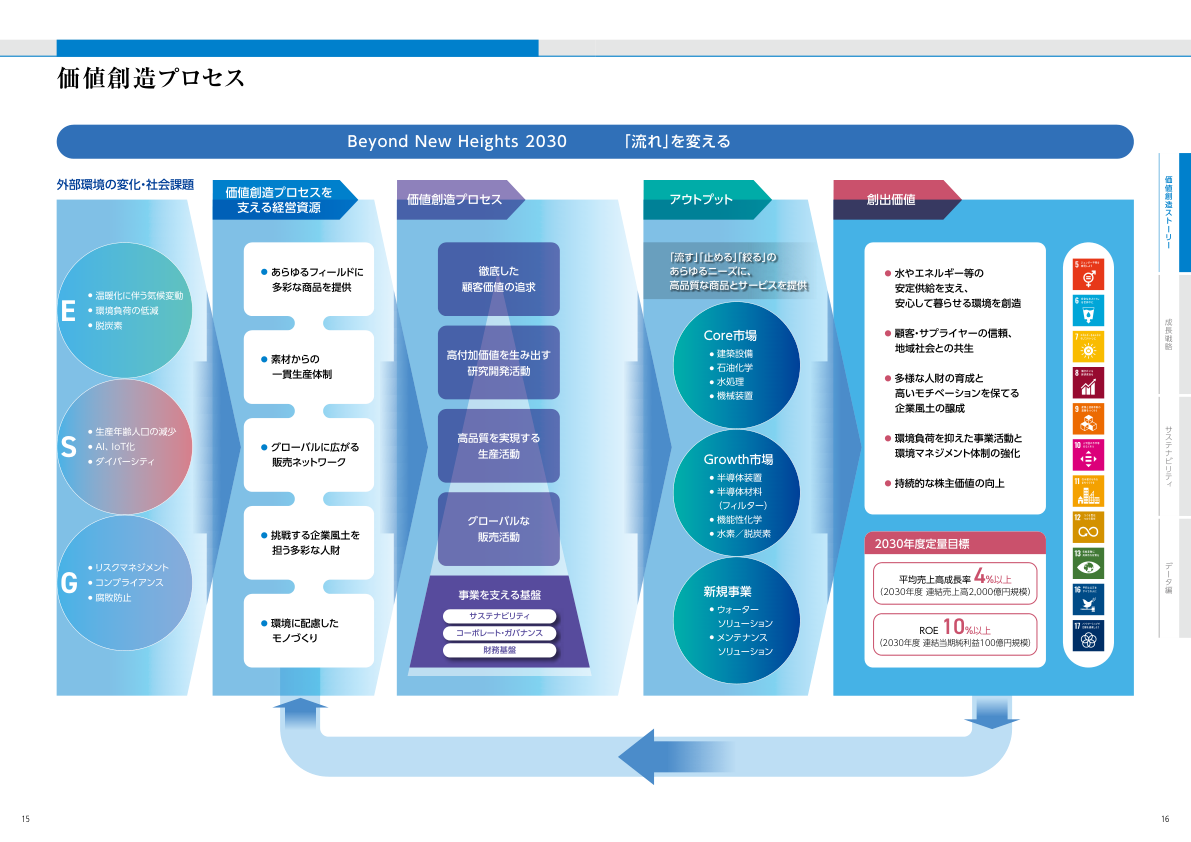 価値創造プロセス
Beyond New Heights 2030 「流れ」を変える
外部環境の変化・社会課題
E
● 温暖化に伴う気候変動
● 環境負荷の低減
● 脱炭素
S
● 生産年齢人口の減少
● AI、IoT化
● ダイバーシティ
G
● リスクマネジメント
● コンプライアンス
● 腐敗防止
価値創造プロセスを
支える経営資源
● あらゆるフィールドに
多彩な商品を提供
● 素材からの
一貫生産体制
● グローバルに広がる
販売ネットワーク
● 挑戦する企業風土を
担う多彩な人財
● 環境に配慮した
モノづくり
価値創造プロセス
徹底した
顧客価値の追求
高付加価値を生み出す
研究開発活動
高品質を実現する
生産活動
グローバルな
販売活動
事業を支える基盤
サステナビリティ
コーポレート・ガバナンス
財務基盤
アウトプット
「流す」「止める」「絞る」の
あらゆるニーズに、
高品質な商品とサービスを提供
Core市場
● 建築設備
● 石油化学
● 水処理
● 機械装置
Growth市場
● 半導体装置
● 半導体材料
（フィルター）
● 機能性化学
● 水素／脱炭素
新規事業
● ウォーター
ソリューション
● メンテナンス
ソリューション
創出価値
● 水やエネルギー等の
安定供給を支え、
安心して暮らせる環境を創造
● 顧客・サプライヤーの信頼、
地域社会との共生
● 多様な人財の育成と
高いモチベーションを保てる
企業風土の醸成
● 環境負荷を抑えた事業活動と
環境マネジメント体制の強化
● 持続的な株主価値の向上
2030年度定量目標
平均売上高成長率 4%以上
（2030年度 連結売上高2,000億円規模）
ROE 10%以上
（2030年度 連結当期純利益100億円規模）
5
6
7
8
9
10
11
12
13
16
17
価値創造ストーリー
成長戦略
サステナビリティ
データ編
15
16